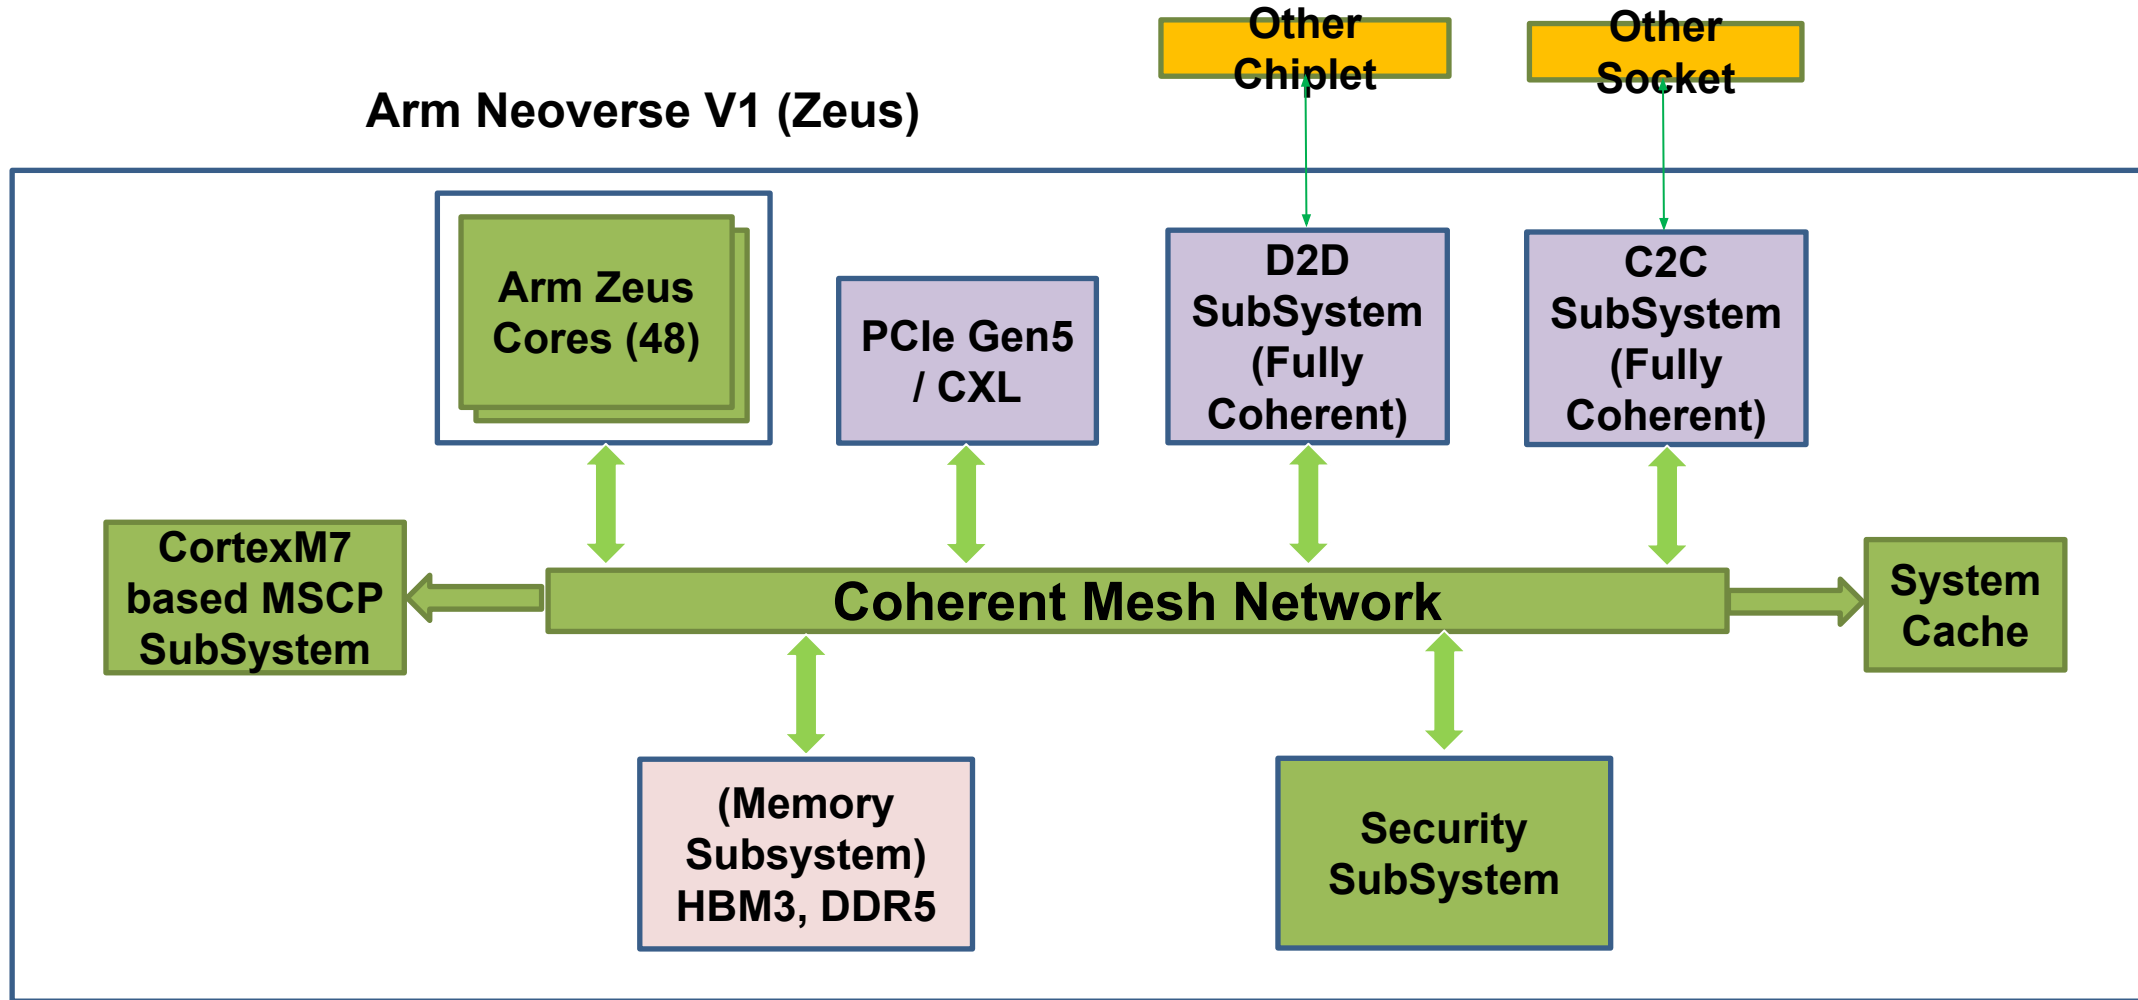 Other
Chiplet
Other
Socket
Arm Neoverse V1 (Zeus)
Arm Zeus
Cores (48)
PCIe Gen5
/ CXL
D2D
SubSystem
(Fully
Coherent)
C2C
SubSystem
(Fully
Coherent)
CortexM7
based MSCP
SubSystem
Coherent Mesh Network
System
Cache
(Memory
Subsystem)
HBM3, DDR5
Security
SubSystem